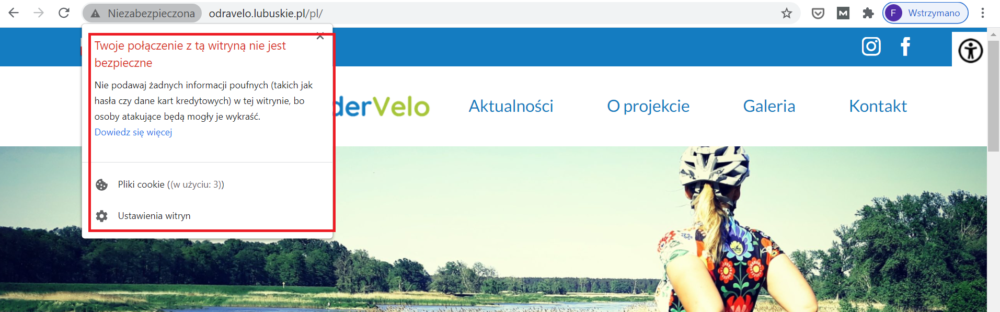 Niezabezpieczona odravelo.lubuskie.pl/pl/ M F Wstrzymano
Twoje połączenie z tą witryną nie jest
bezpieczne
Nie podawaj żadnych informacji poufnych (takich jak
hasła czy dane kart kredytowych) w tej witrynie, bo
osoby atakujące będą mogły je wykraść.
Dowiedz się więcej
Pliki cookie ((w użyciu: 3))
Ustawienia witryn
derVelo Aktualności O projekcie Galeria Kontakt